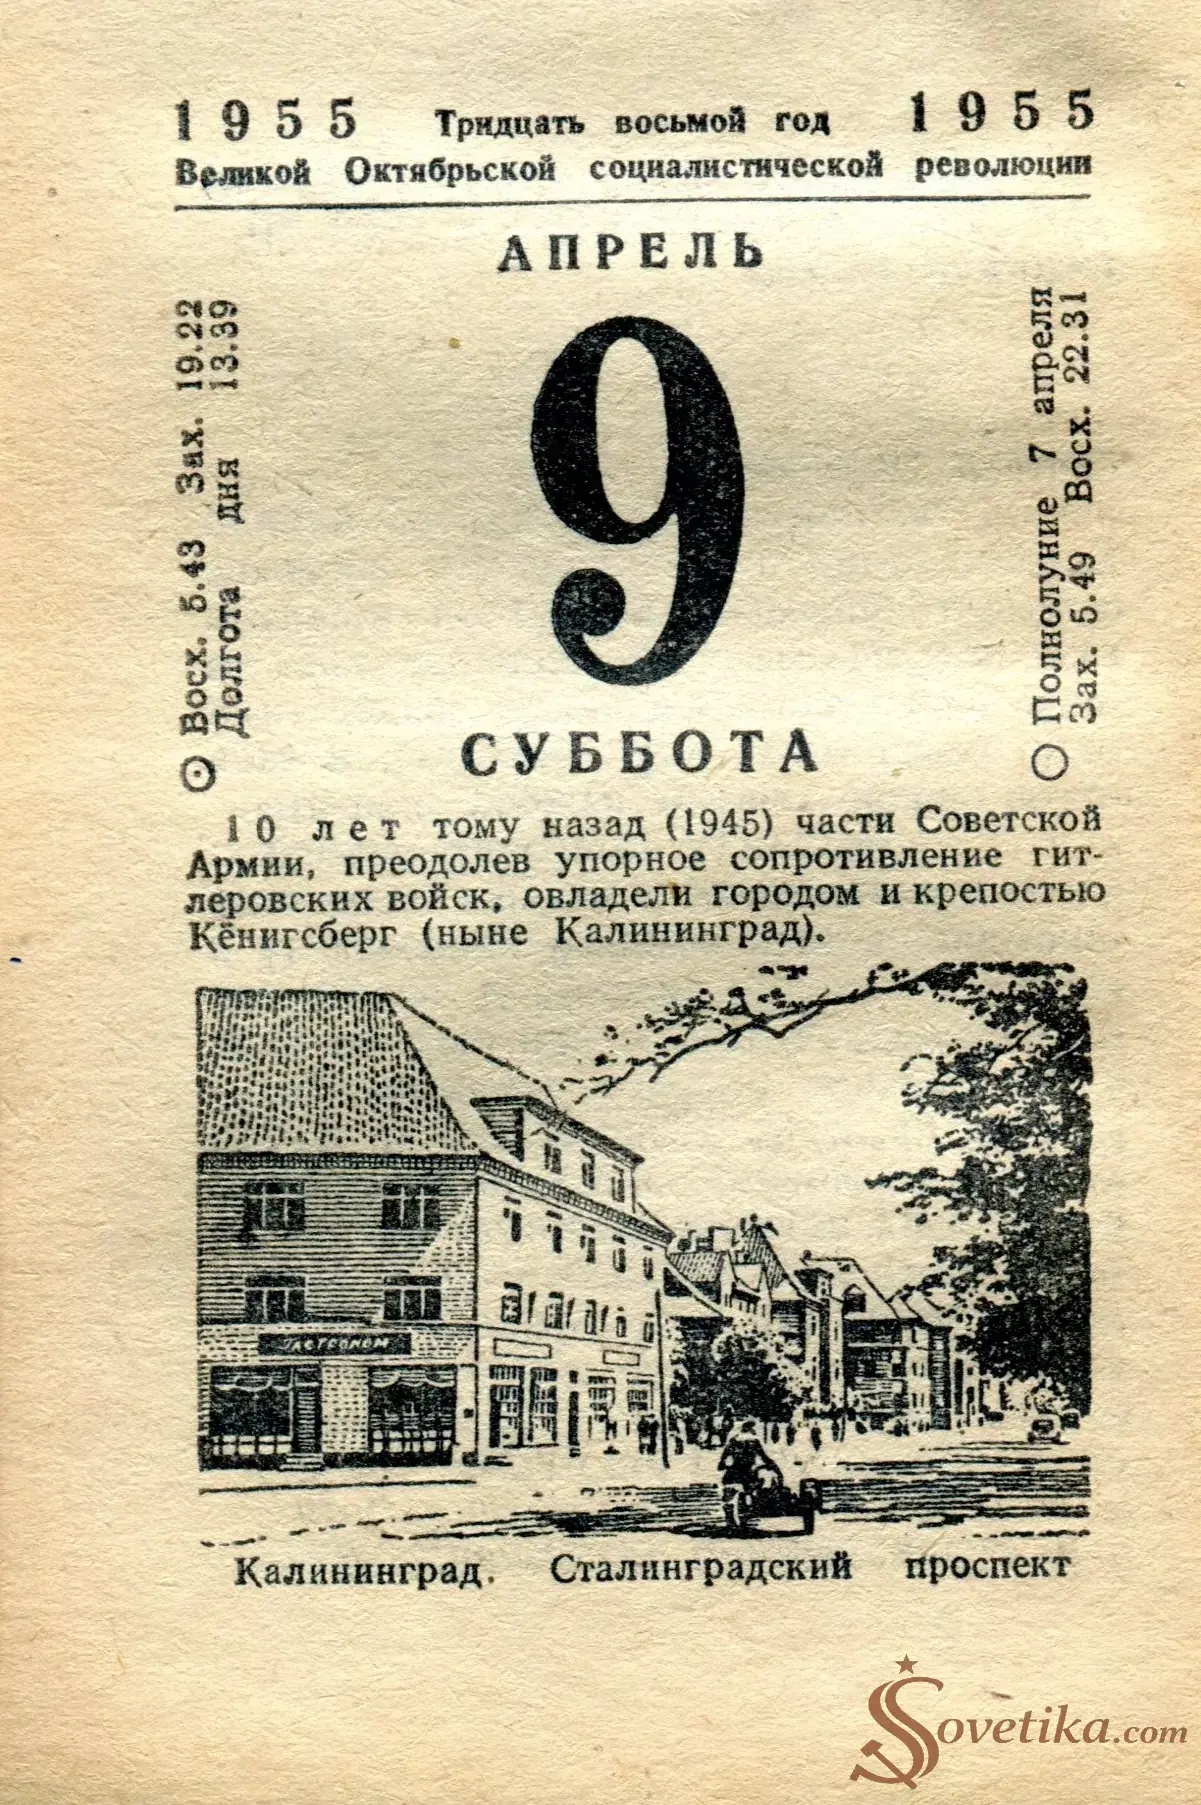 1955 Тридцать восьмой год 1955
Великой Октябрьской социалистической революции
АПРЕЛЬ
Восх. 5.43 Зах. 19.22
Долгота дня 13.39
9
Полнолуние 7 апреля
Зах. 5.49 Восх. 22.31
СУББОТА
10 лет тому назад (1945) части Советской
Армии, преодолев упорное сопротивление гит-
леровских войск, овладели городом и крепостью
Кёнигсберг (ныне Калининград).
ГАСТРОНОМ
Калининград. Сталинградский проспект
Sovetika.com